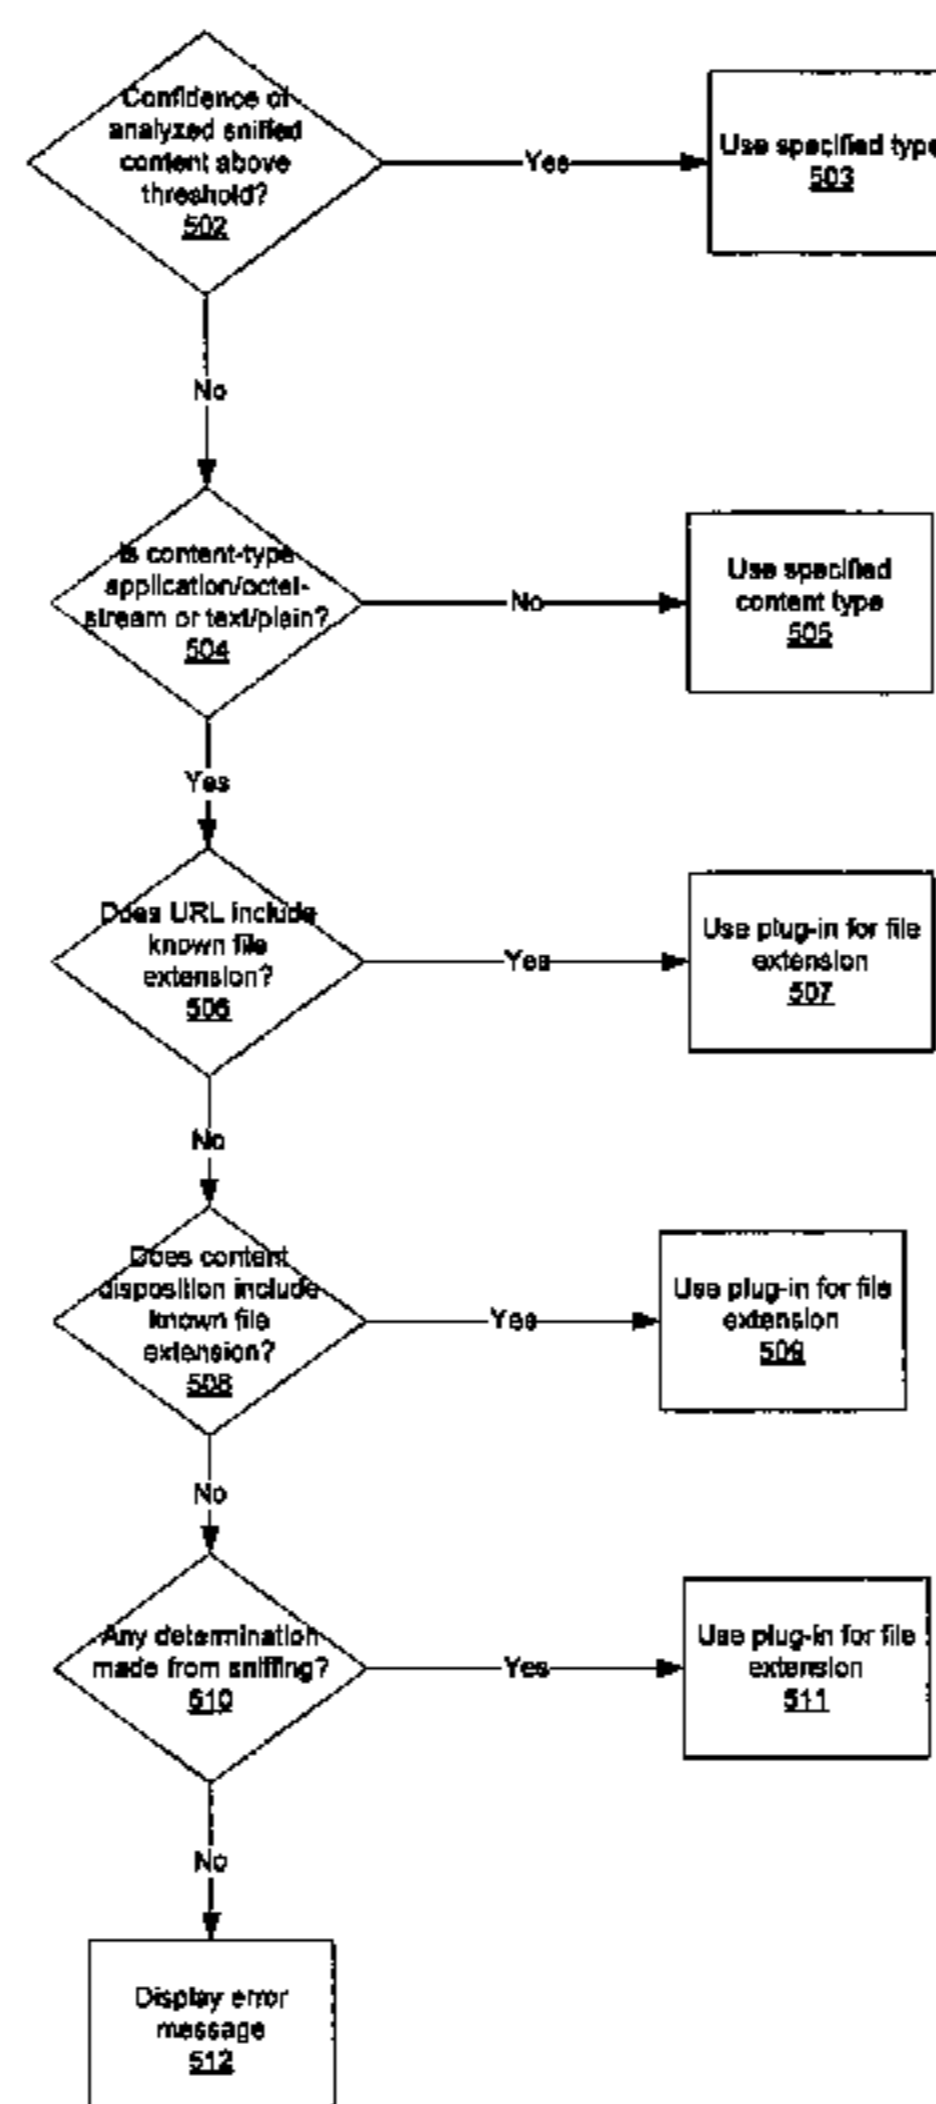 Confidence of
analyzed sniffed
content above
threshold?
502
Yes
Use specified type
503
No
Is content-type
application/octet-
stream or text/plain?
504
No
Use specified
content type
505
Yes
Does URL include
known file
extension?
506
Yes
Use plug-in for file
extension
507
No
Does content
disposition include
known file
extension?
508
Yes
Use plug-in for file
extension
509
No
Any determination
made from sniffing?
510
Yes
Use plug-in for file
extension
511
No
Display error
message
512